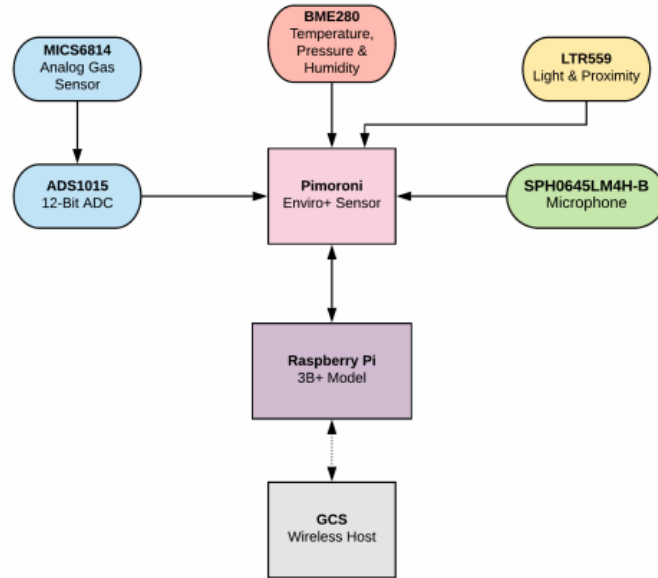 MICS6814
Analog Gas
Sensor
BME280
Temperature,
Pressure &
Humidity
LTR559
Light & Proximity
ADS1015
12-Bit ADC
Pimoroni
Enviro+ Sensor
SPH0645LM4H-B
Microphone
Raspberry Pi
3B+ Model
GCS
Wireless Host